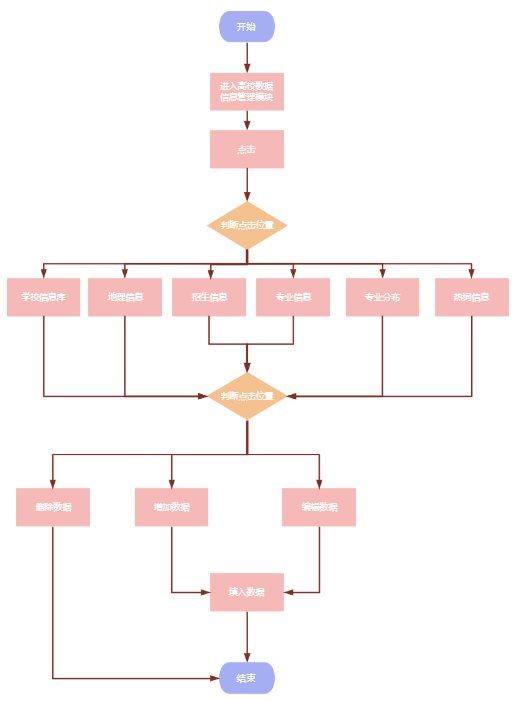 开始
进入高校数据
信息管理模块
点击
判断点击位置
学校信息库
地理信息
招生信息
专业信息
专业分布
热词信息
判断点击位置
删除数据
增加数据
编辑数据
填入数据
结束